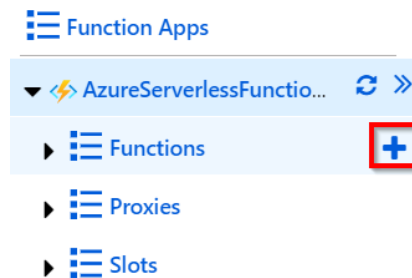 Function Apps
AzureServerlessFunctio...
Functions
Proxies
Slots